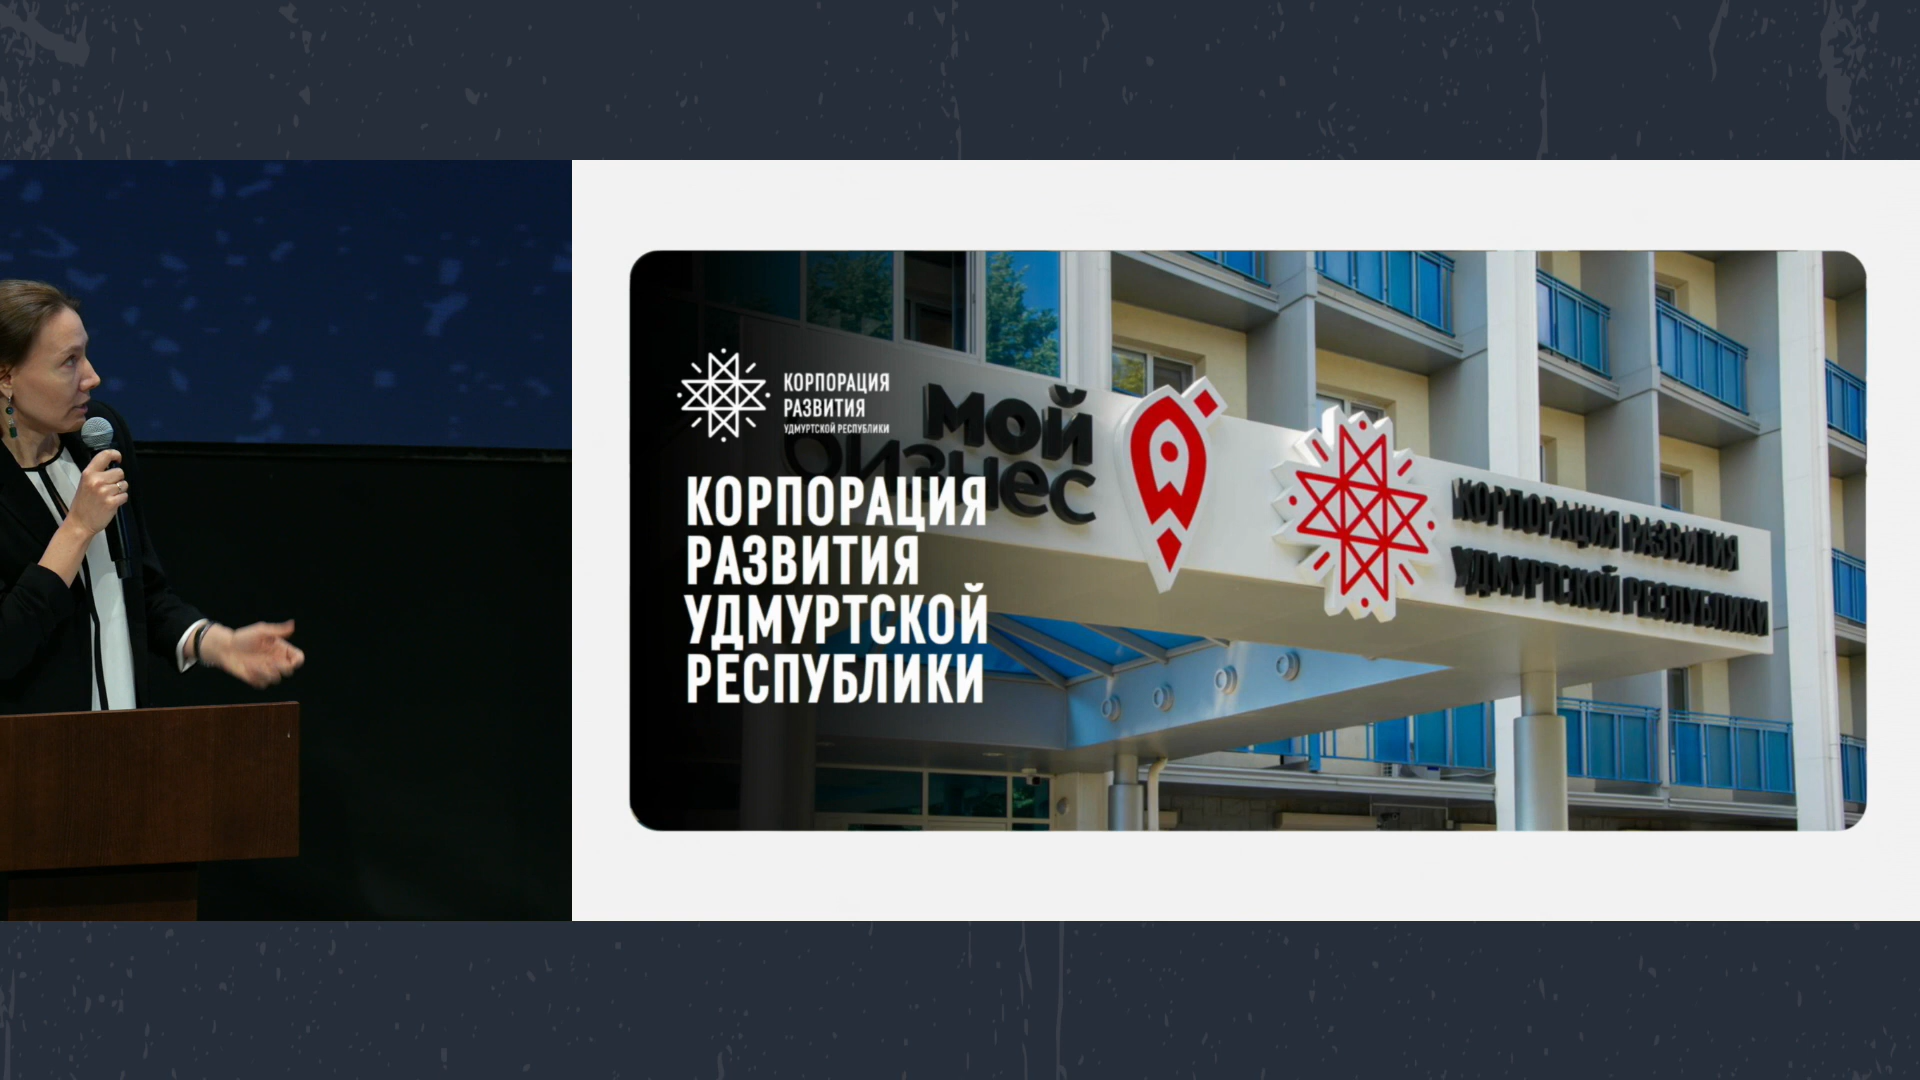 КОРПОРАЦИЯ
РАЗВИТИЯ
УДМУРТСКОЙ РЕСПУБЛИКИ
КОРПОРАЦИЯ
РАЗВИТИЯ
УДМУРТСКОЙ
РЕСПУБЛИКИ
мой
бизнес
КОРПОРАЦИЯ РАЗВИТИЯ
УДМУРТСКОЙ РЕСПУБЛИКИ